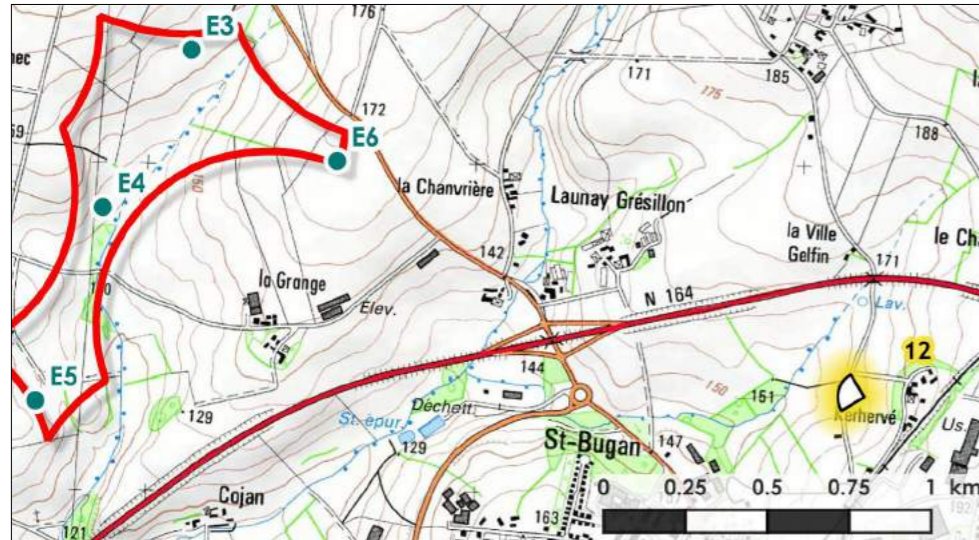 176
E3
nec
171
185
175
59
172
188
E6
la Chanvrière
Launay Grésillon
E4
150
la Ville
Gelfin
le Ch
142
171
la Grange
Elev.
N 164
Lav.
12
E5
144
150
151
129
Déchett.
Kerhervé
St. épur.
129
St-Bugan
147
Us.
Cojan
0 0.25 0.5 0.75 1 km
163
121